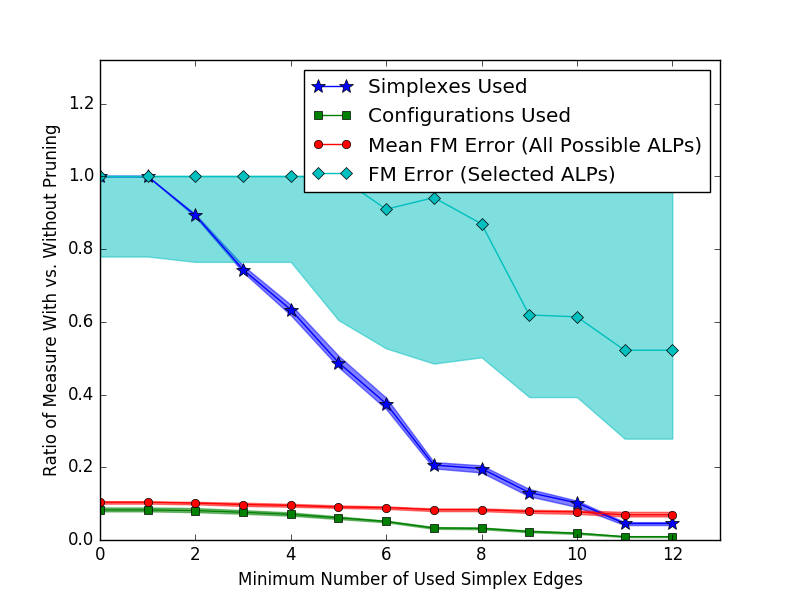 Simplexes Used
Configurations Used
Mean FM Error (All Possible ALPs)
FM Error (Selected ALPs)
Ratio of Measure With vs. Without Pruning
1.2
1.0
0.8
0.6
0.4
0.2
0.0
0 2 4 6 8 10 12
Minimum Number of Used Simplex Edges